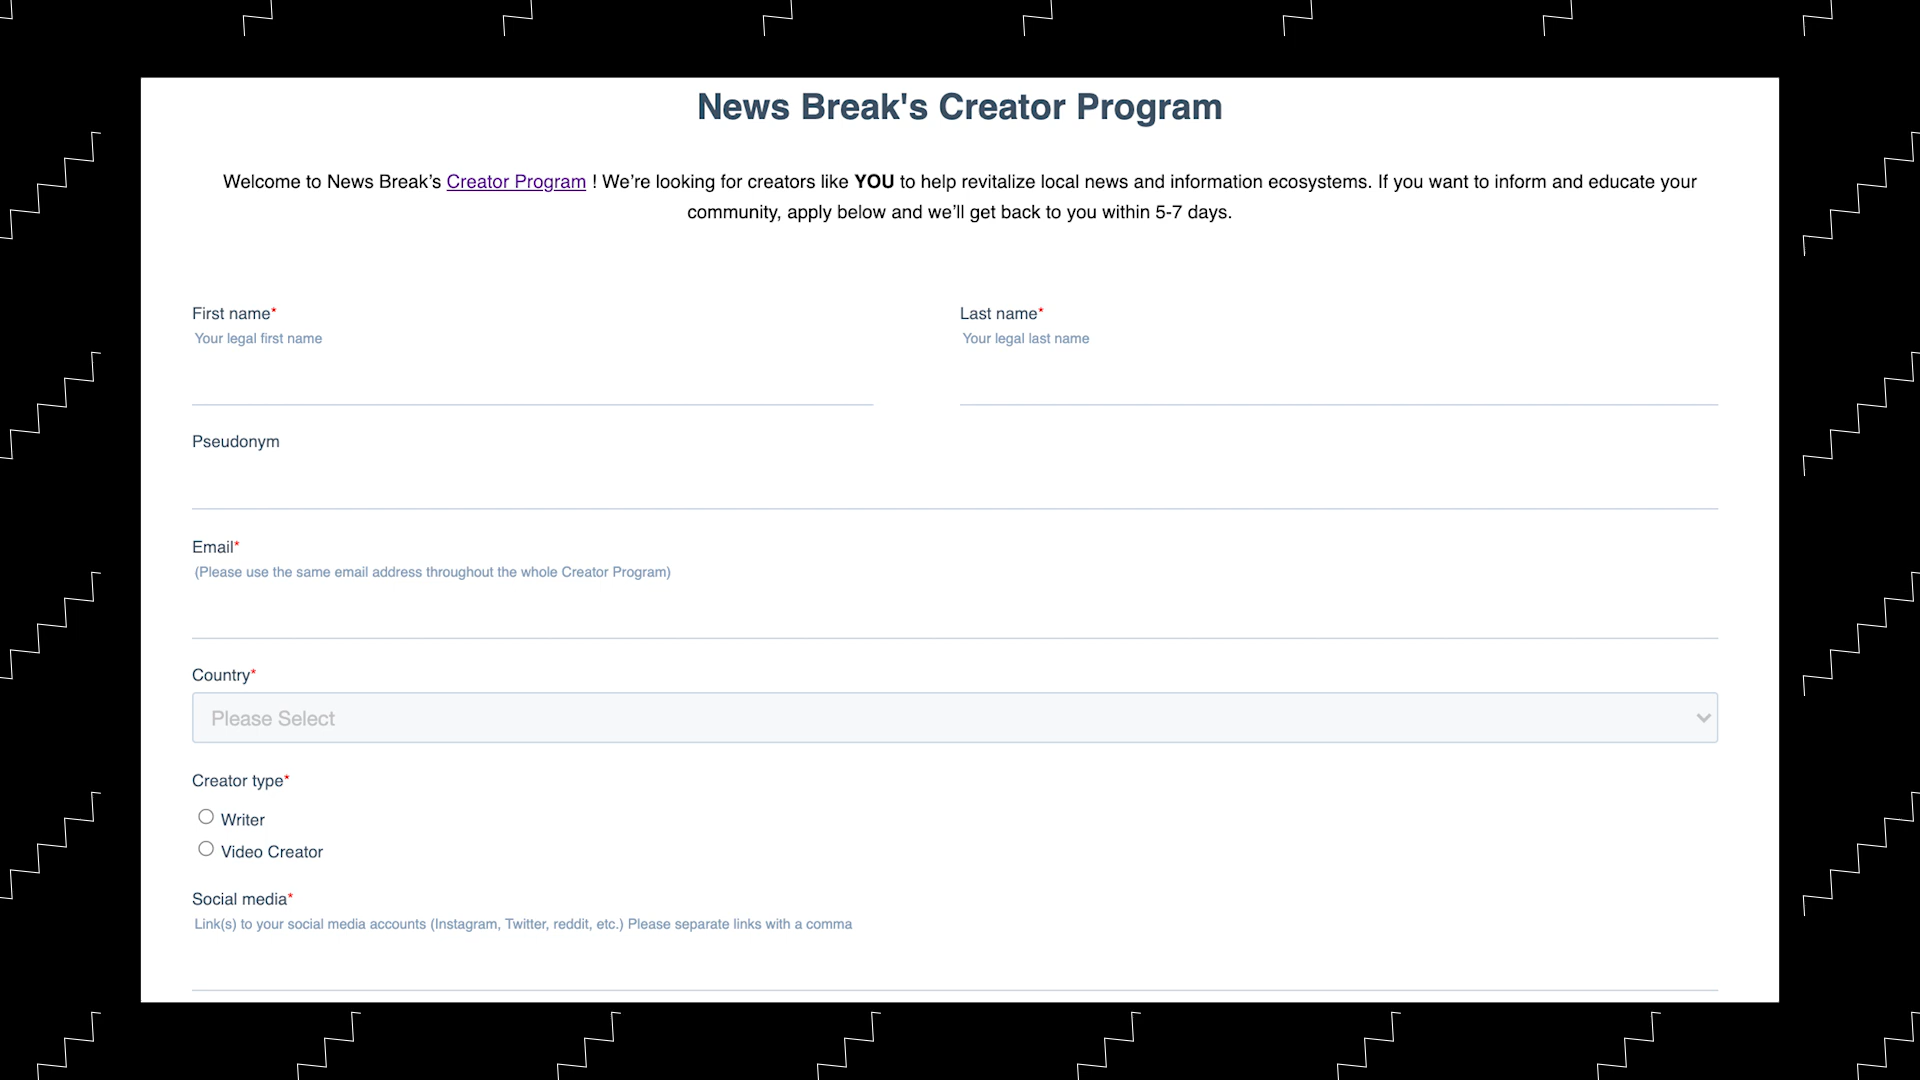 News Break's Creator Program
Welcome to News Break’s Creator Program ! We’re looking for creators like YOU to help revitalize local news and information ecosystems. If you want to inform and educate your
community, apply below and we’ll get back to you within 5-7 days.
First name*
Your legal first name
Last name*
Your legal last name
Pseudonym
Email*
(Please use the same email address throughout the whole Creator Program)
Country*
Please Select
Creator type*
Writer
Video Creator
Social media*
Link(s) to your social media accounts (Instagram, Twitter, reddit, etc.) Please separate links with a comma